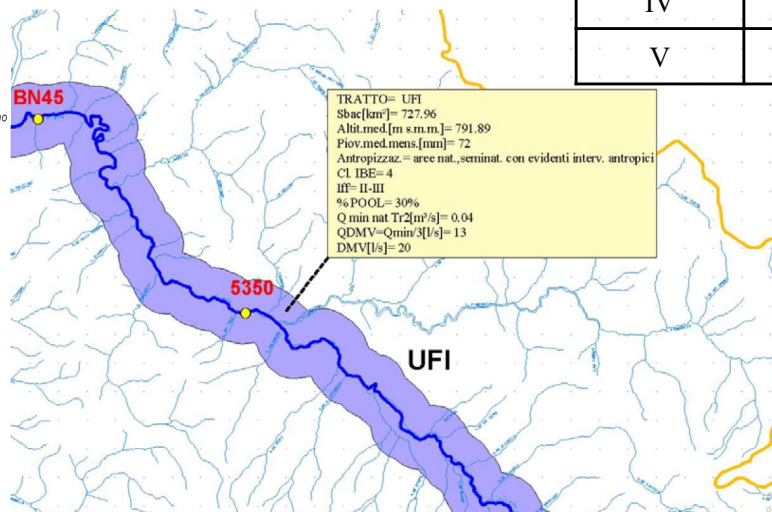 IV
V
BN45
TRATTO= UFI
Sbac[km²]= 727.96
Altit.med.[m s.m.m.]= 791.89
Piov.med.mens.[mm]= 72
Antropizzaz.= aree nat.,seminat. con evidenti interv. antropici
Cl. IBE= 4
Iff= II-III
%POOL= 30%
Q min nat Tr2[m³/s]= 0.04
QDMV=Qmin/3[l/s]= 13
DMV[l/s]= 20
5350
UFI